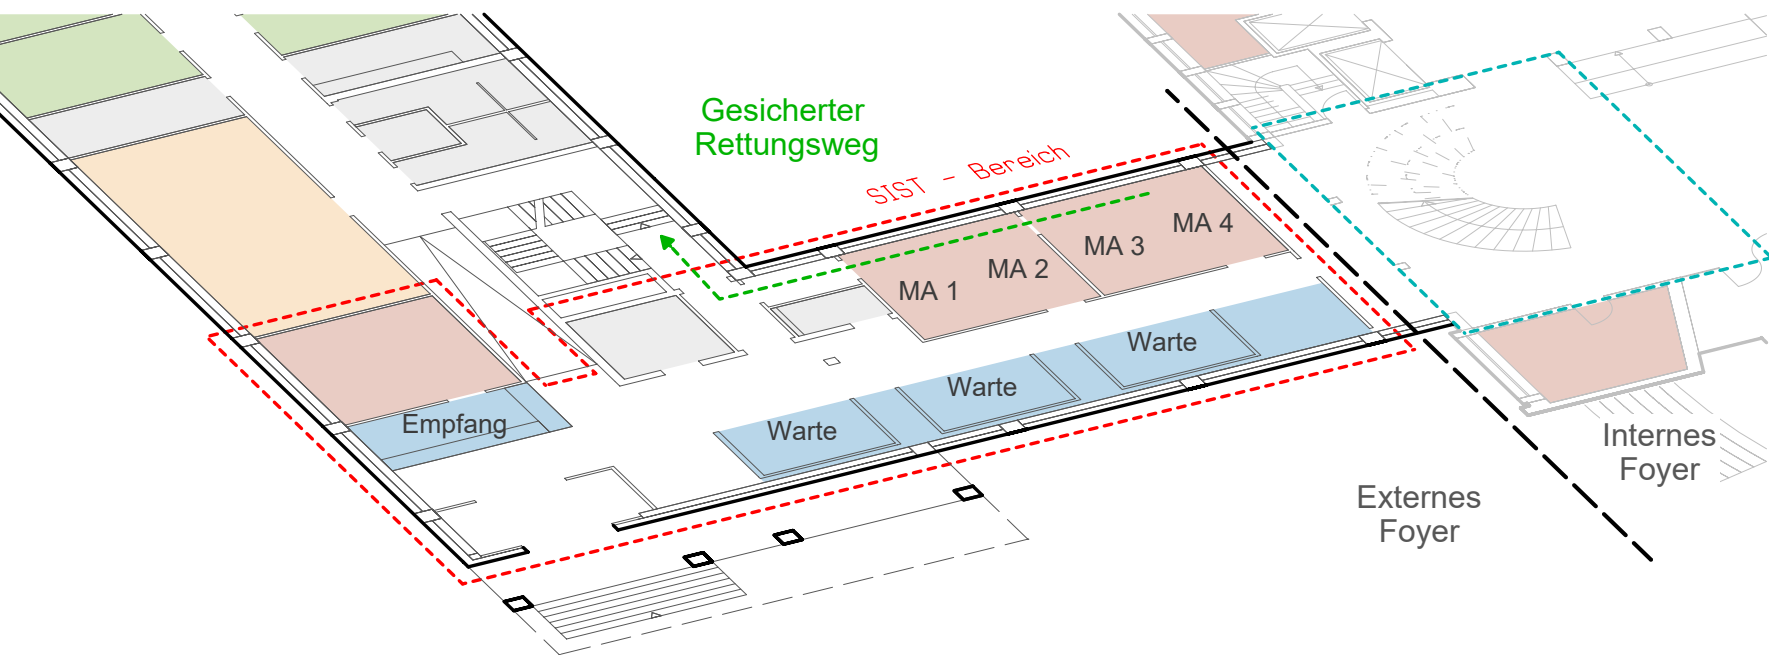 Gesicherter
Rettungsweg
SIST - Bereich
MA 4
MA 3
MA 2
MA 1
Warte
Warte
Warte
Empfang
Internes
Foyer
Externes
Foyer